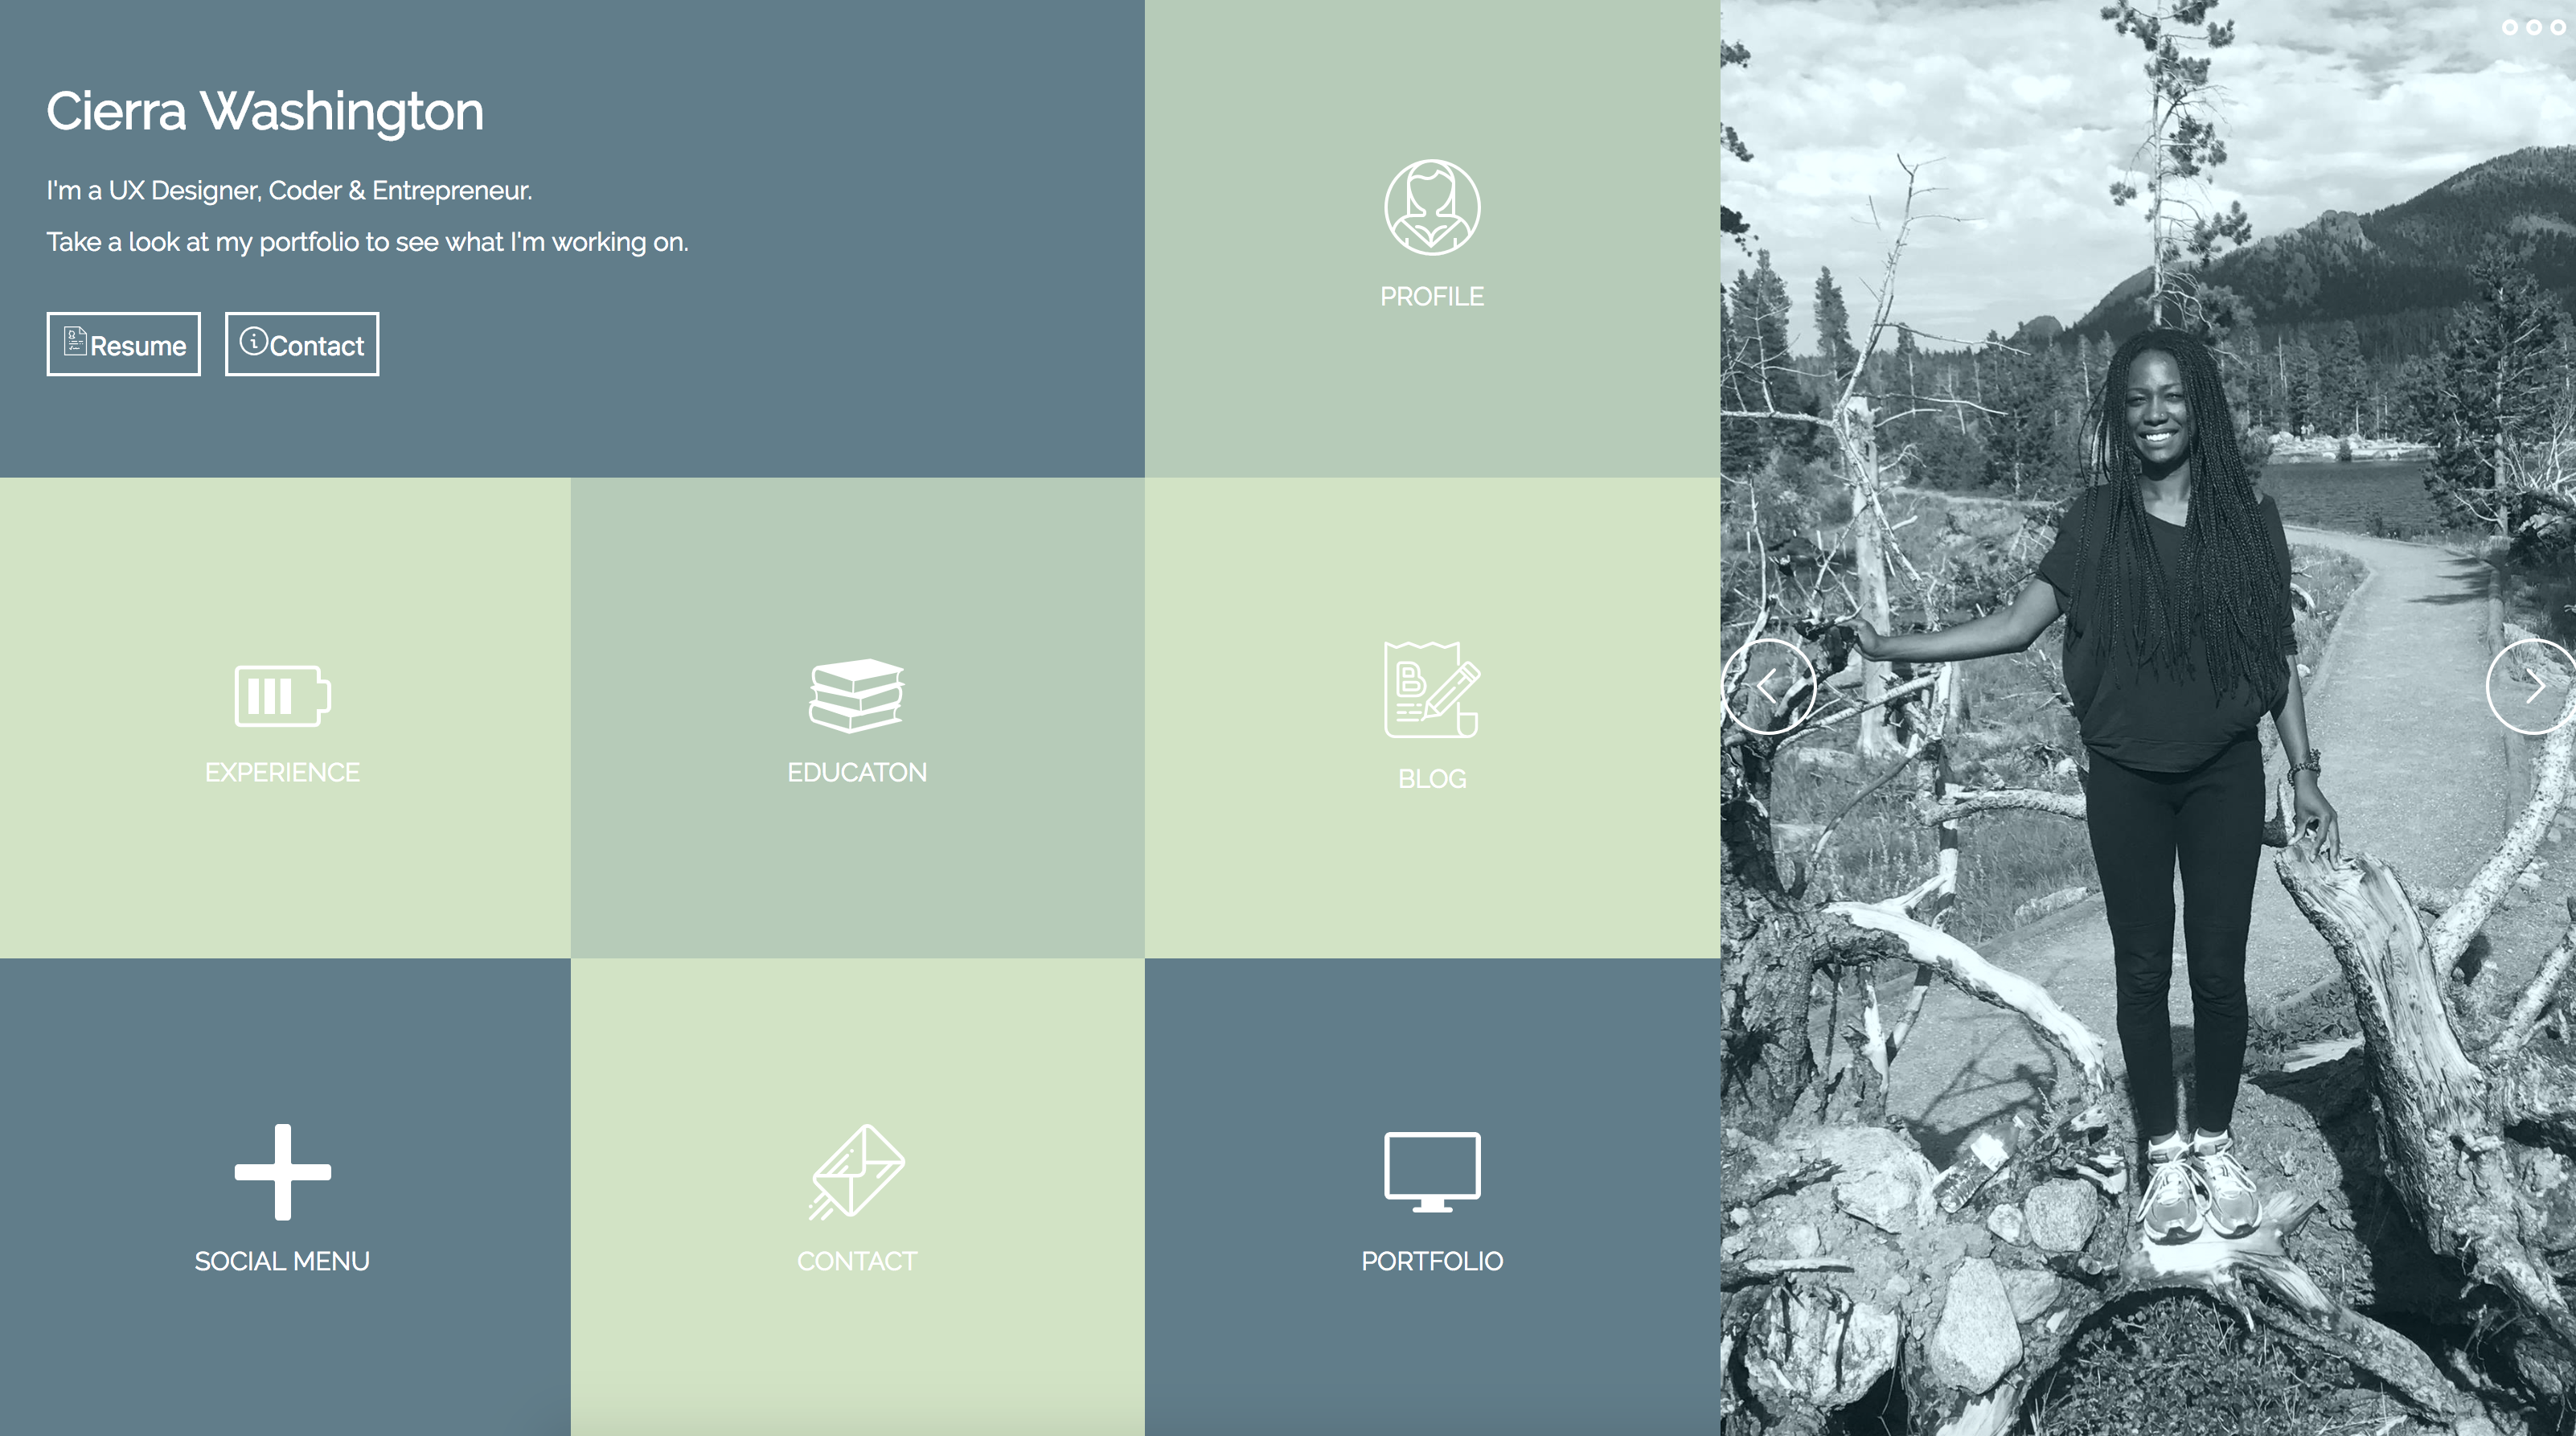 Cierra Washington
I'm a UX Designer, Coder & Entrepreneur.
Take a look at my portfolio to see what I'm working on.
Resume
Contact
PROFILE
EXPERIENCE
EDUCATON
B
BLOG
SOCIAL MENU
CONTACT
PORTFOLIO